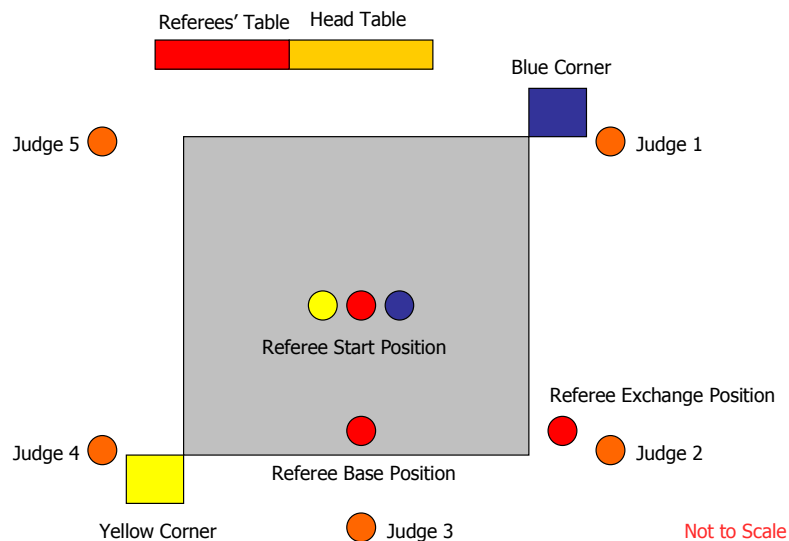 Referees’ Table
Head Table
Blue Corner
Judge 5
Judge 1
Referee Start Position
Referee Exchange Position
Judge 4
Judge 2
Referee Base Position
Yellow Corner
Judge 3
Not to Scale